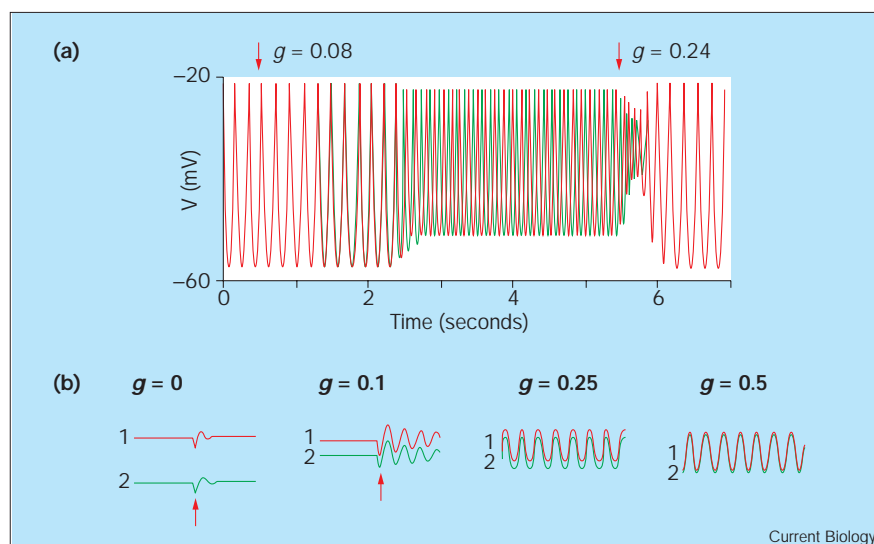 (a)
g = 0.08 g = 0.24
–20
V (mV)
–60
0 2 4 6
Time (seconds)
(b) g = 0 g = 0.1 g = 0.25 g = 0.5
1 1 1 1
2 2 2 2
Current Biology